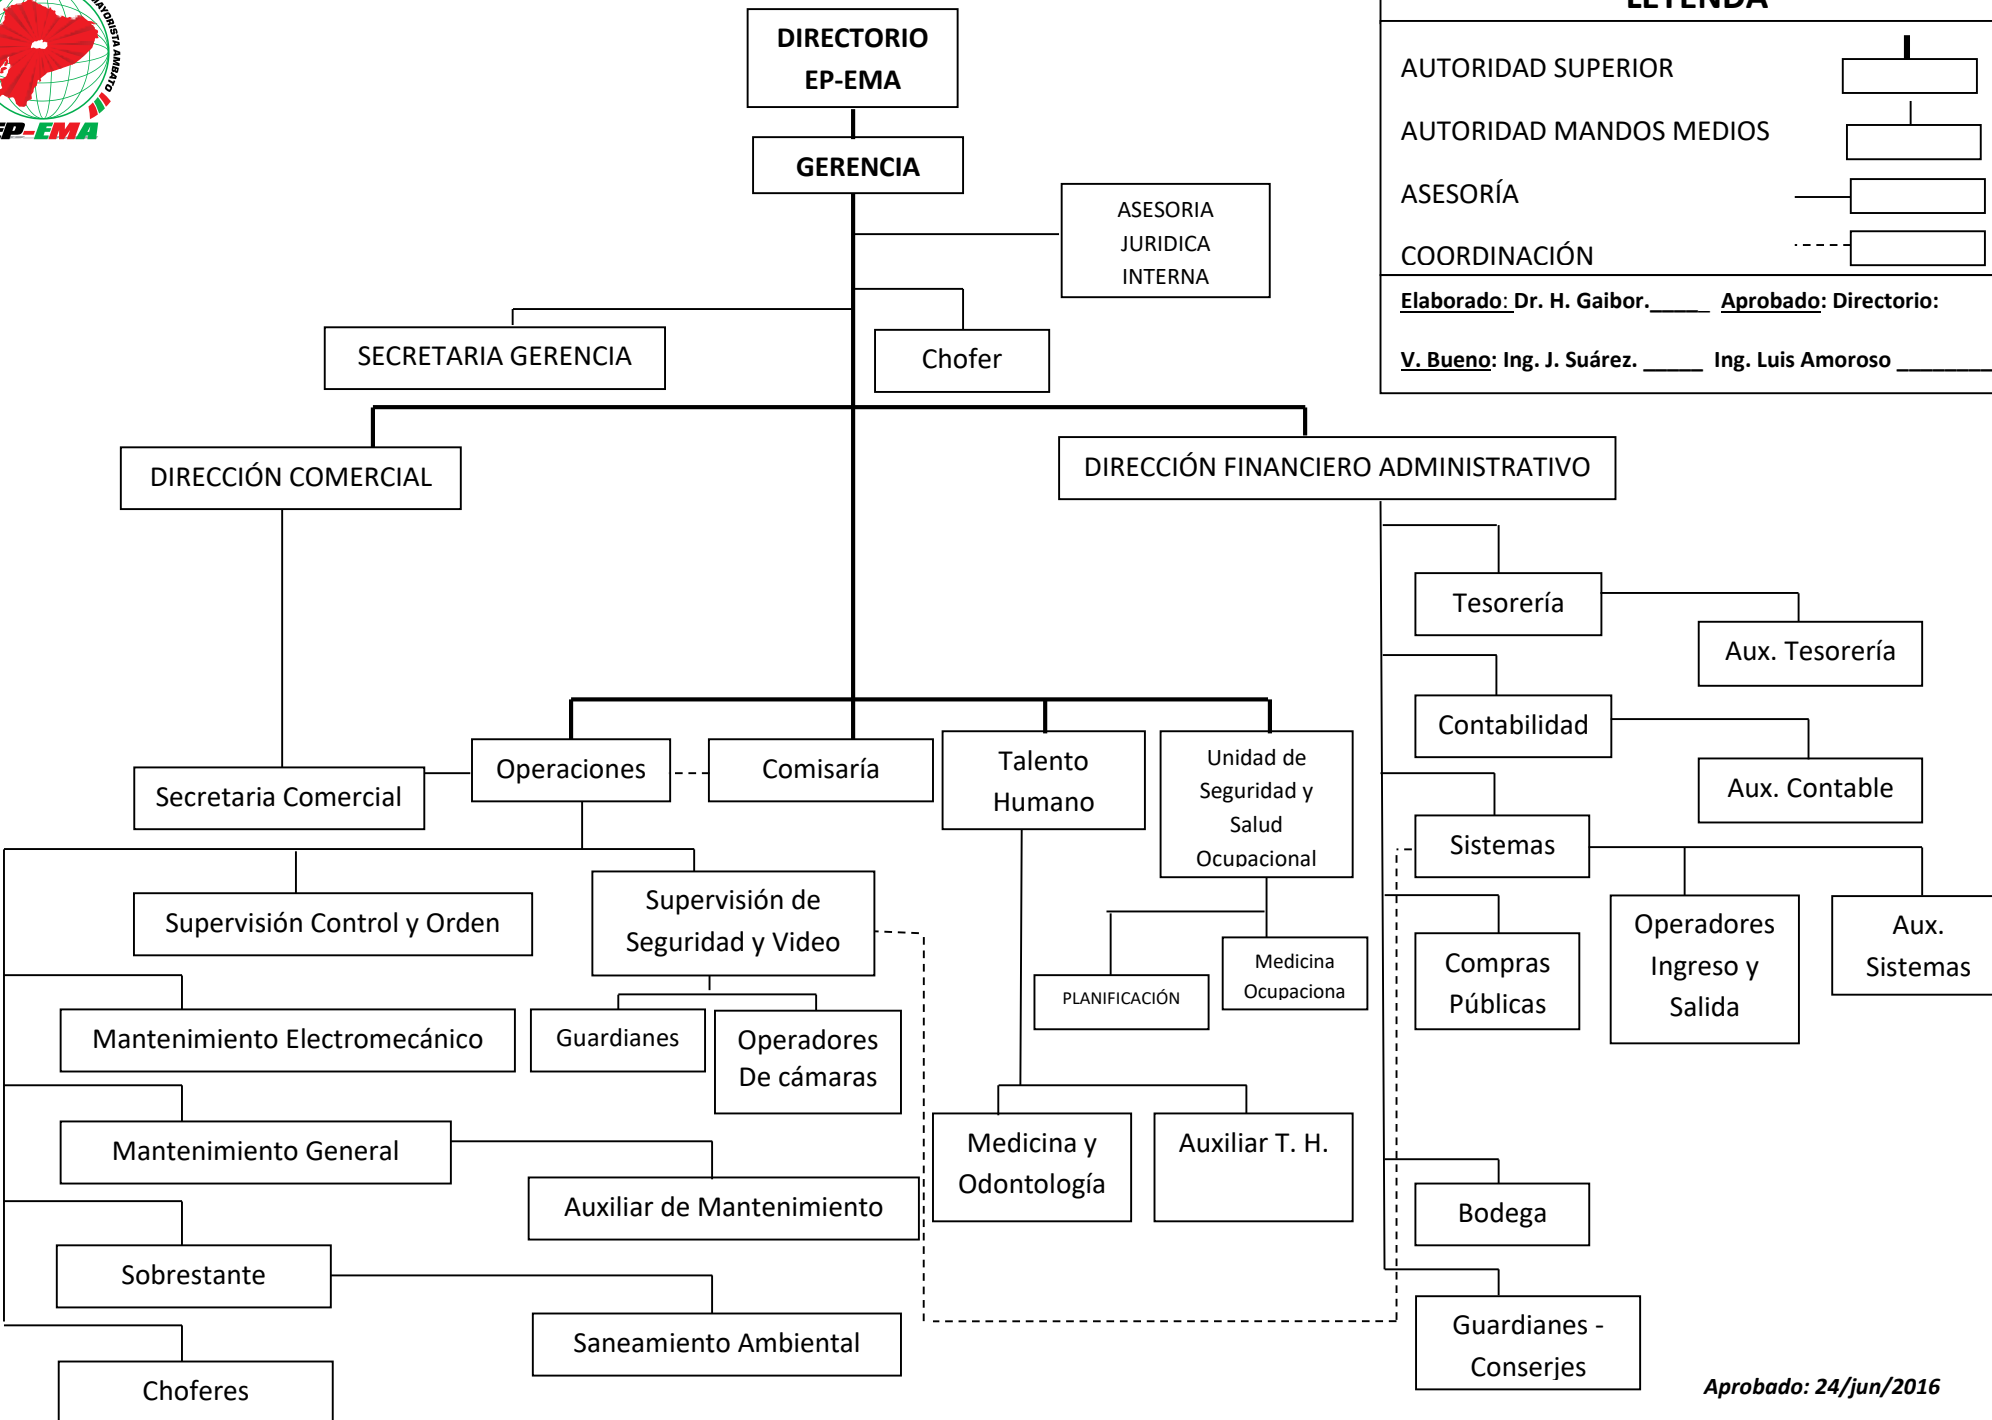 MAYORISTA AMBATO
EP-EMA
DIRECTORIO
EP-EMA
GERENCIA
ASESORIA
JURIDICA
INTERNA
SECRETARIA GERENCIA
Chofer
LEYENDA
AUTORIDAD SUPERIOR
AUTORIDAD MANDOS MEDIOS
ASESORÍA
COORDINACIÓN
Elaborado: Dr. H. Gaibor._____ Aprobado: Directorio:
V. Bueno: Ing. J. Suárez. _____ Ing. Luis Amoroso ________
DIRECCIÓN COMERCIAL
DIRECCIÓN FINANCIERO ADMINISTRATIVO
Tesorería
Aux. Tesorería
Contabilidad
Aux. Contable
Secretaria Comercial
Operaciones
Comisaría
Talento
Humano
Unidad de
Seguridad y
Salud
Ocupacional
Sistemas
Supervisión Control y Orden
Supervisión de
Seguridad y Video
PLANIFICACIÓN
Medicina
Ocupaciona
Compras
Públicas
Operadores
Ingreso y
Salida
Aux.
Sistemas
Mantenimiento Electromecánico
Guardianes
Operadores
De cámaras
Mantenimiento General
Auxiliar de Mantenimiento
Medicina y
Odontología
Auxiliar T. H.
Bodega
Sobrestante
Saneamiento Ambiental
Guardianes -
Conserjes
Choferes
Aprobado: 24/jun/2016